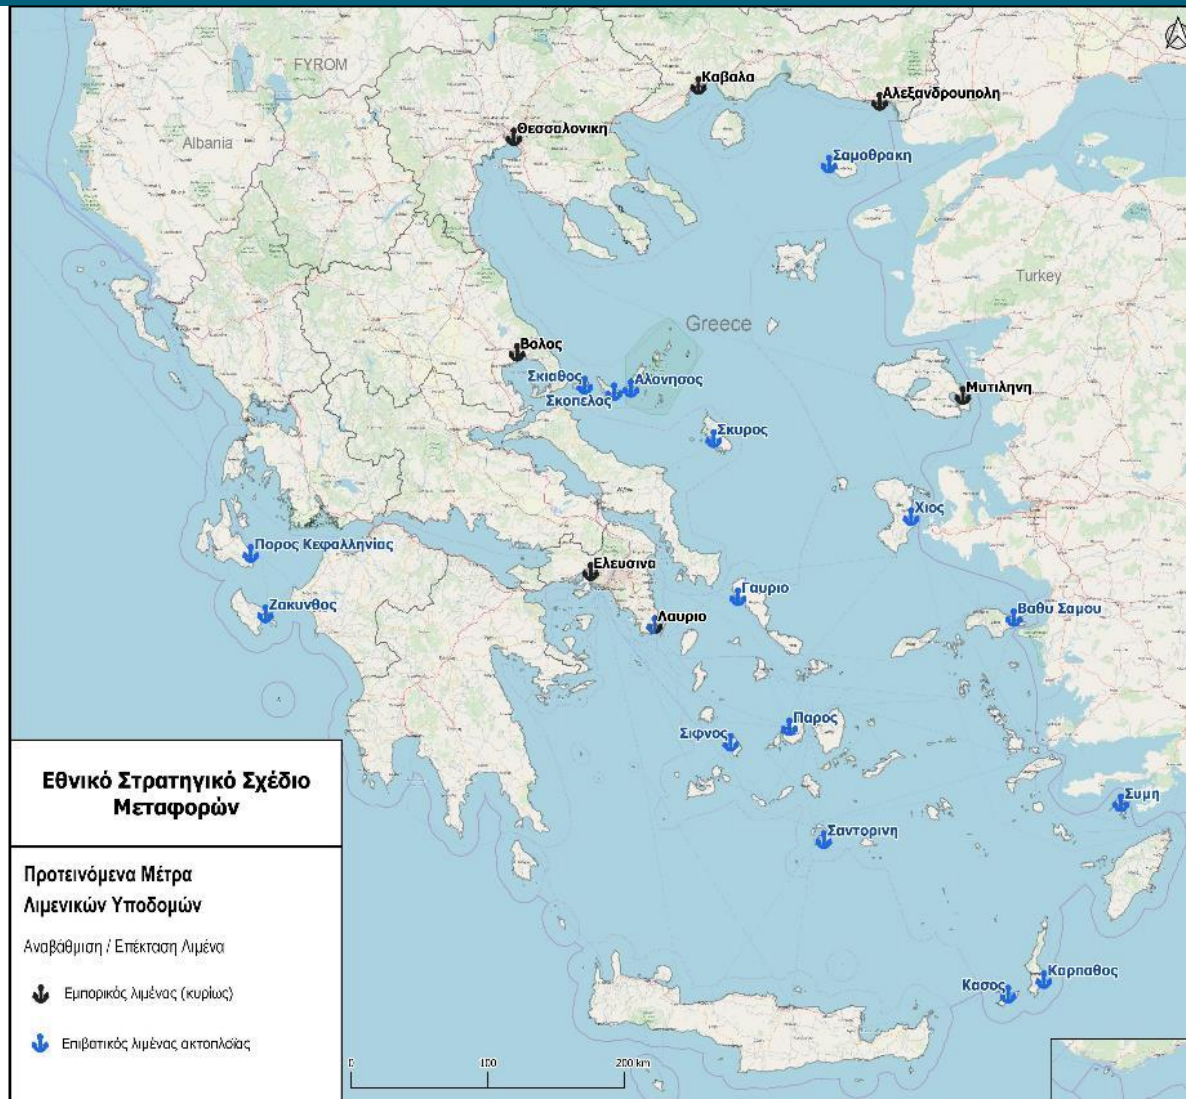 FYROM
Καβαλα
Αλεξανδρουπολη
Θεσσαλονικη
Albania
Σαμοθρακη
Turkey
Greece
Βολος
Σκιαθος
Αλονησος
Σκοπελος
Μυτιληνη
Σκυρος
Χιος
Πορος Κεφαλληνιας
Ελευσινα
Γαυριο
Ζακυνθος
Λαυριο
Βαθυ Σαμου
Παρος
Σιφνος
Συμη
Σαντορινη
Καρπαθος
Κασος
Εθνικό Στρατηγικό Σχέδιο
Μεταφορών
Προτεινόμενα Μέτρα
Λιμενικών Υποδομών
Αναβάθμιση / Επέκταση Λιμένα
Εμπορικός λιμένας (κυρίως)
Επιβατικός λιμένας ακτοπλοΐας
0 100 200 km